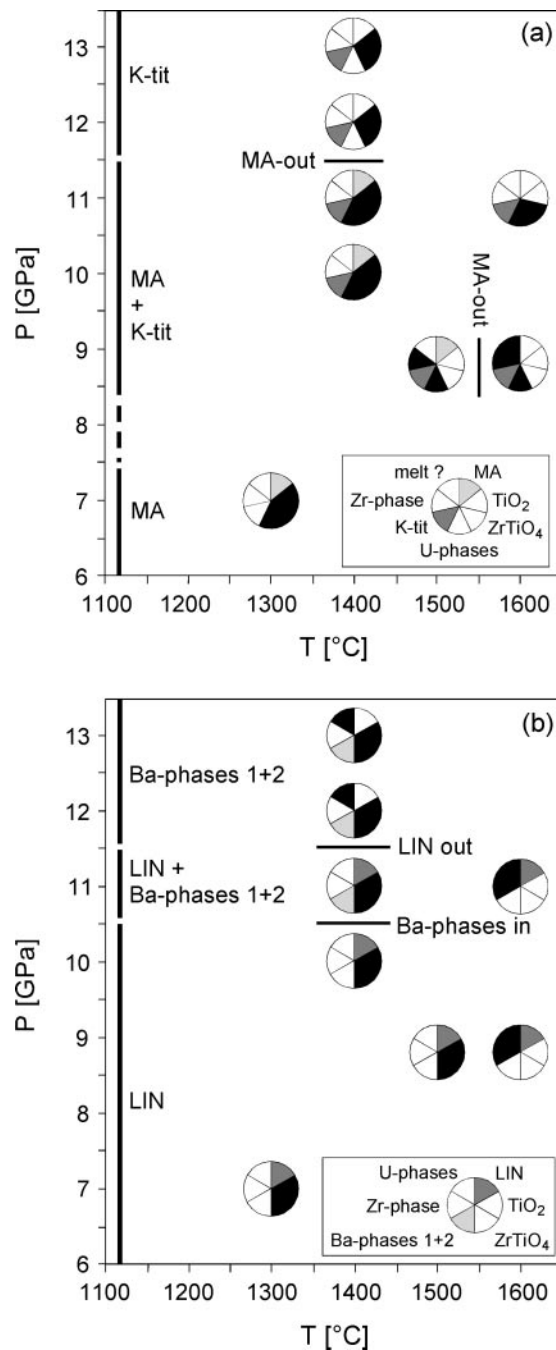 (a)
13
K-tit
12
MA-out
11
P [GPa]
10
MA
+
K-tit
MA-out
9
8
melt ?
MA
Zr-phase
TiO₂
7
MA
K-tit
ZrTiO₄
U-phases
6
1100 1200 1300 1400 1500 1600
T [°C]
(b)
13
Ba-phases 1+2
12
LIN out
LIN +
11
Ba-phases 1+2
Ba-phases in
P [GPa]
10
9
8
LIN
U-phases
LIN
7
Zr-phase
TiO₂
Ba-phases 1+2
ZrTiO₄
6
1100 1200 1300 1400 1500 1600
T [°C]